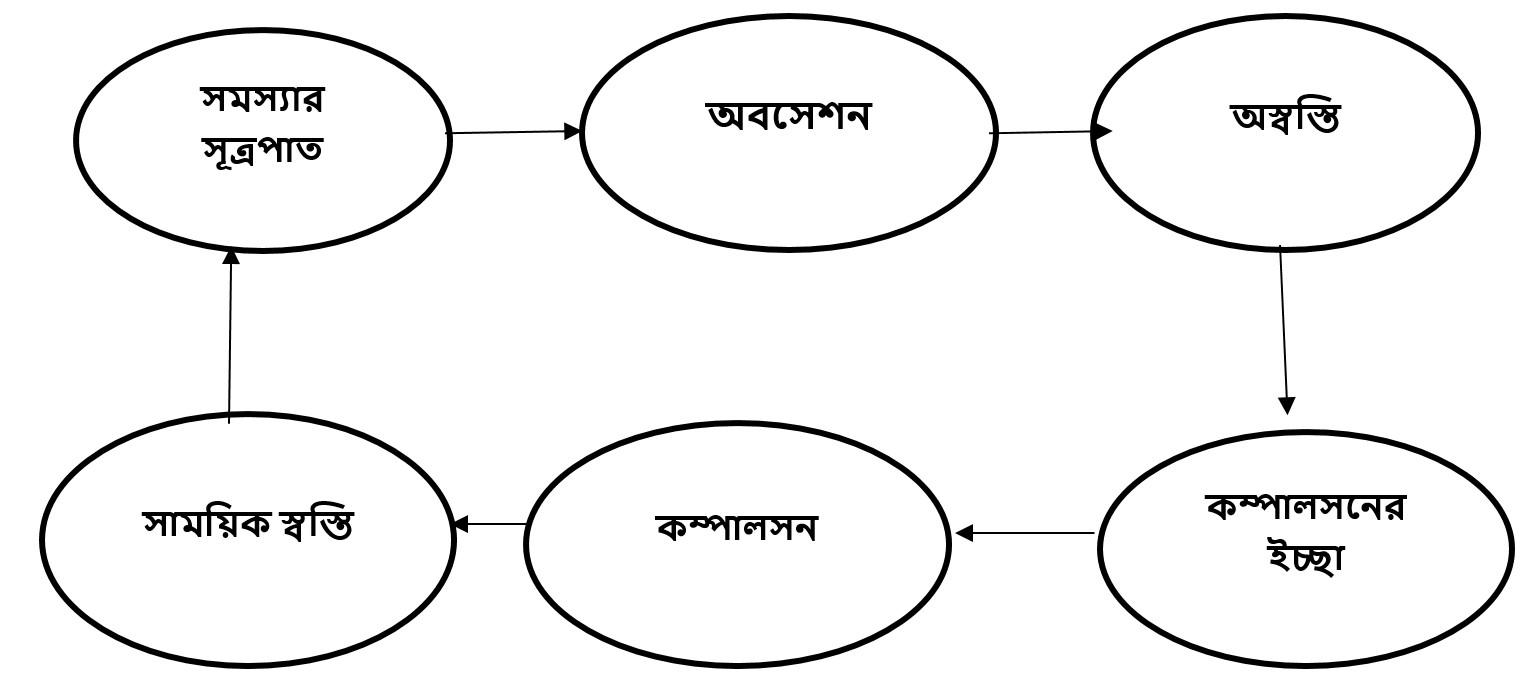 সমস্যার
সূত্রপাত
অবসেশন
অস্বস্তি
সাময়িক স্বস্তি
কম্পালসন
কম্পালসনের
ইচ্ছা